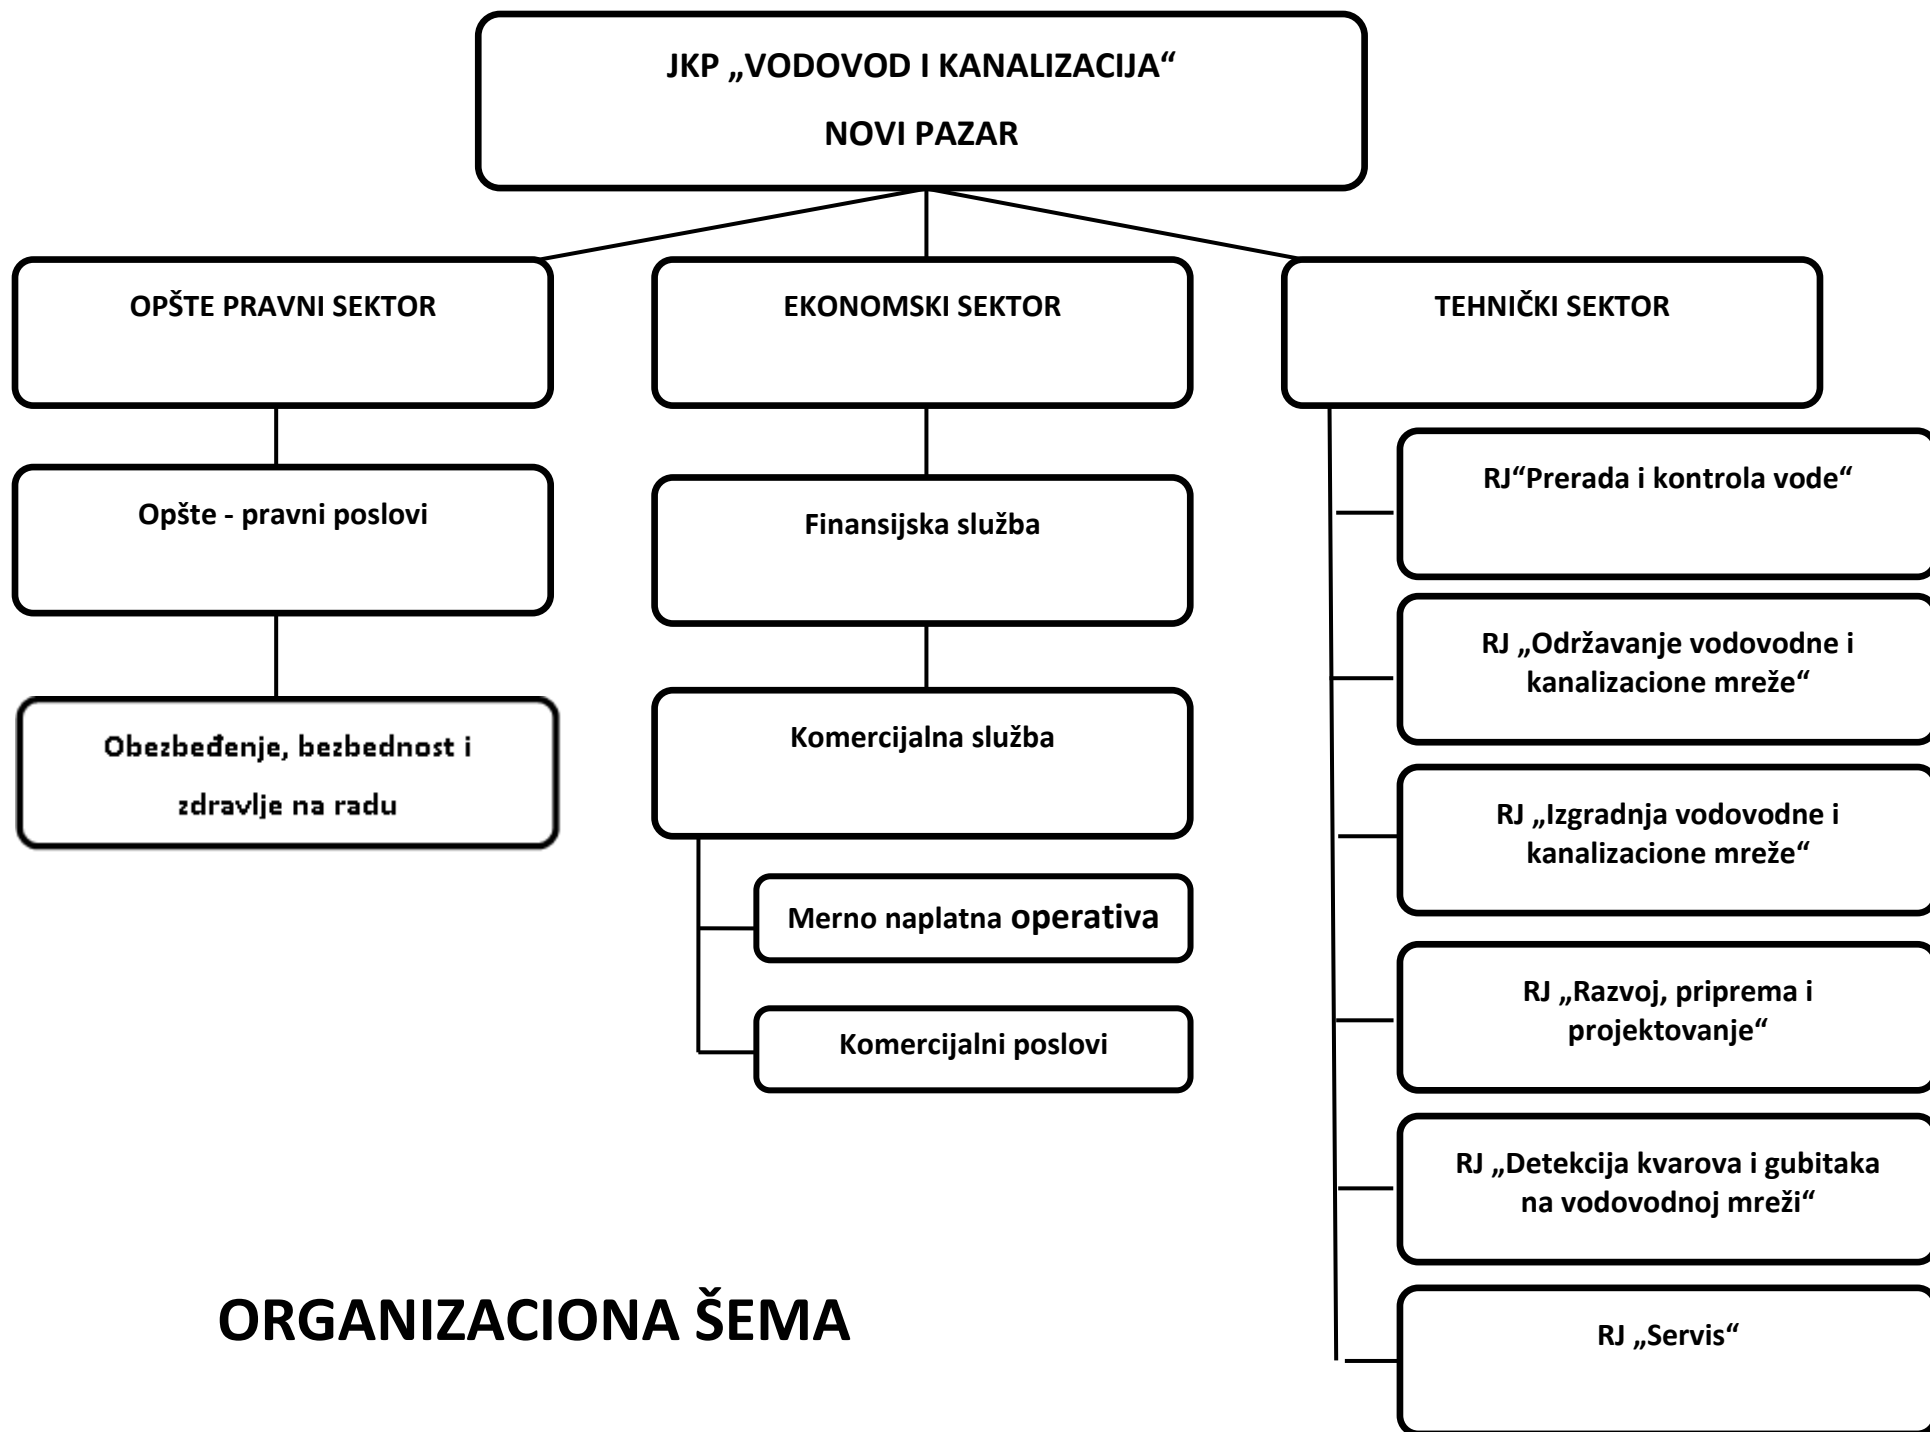 JKP „VODOVOD I KANALIZACIJA“
NOVI PAZAR
OPŠTE PRAVNI SEKTOR
Opšte - pravni poslovi
Obezbeđenje, bezbednost i
zdravlje na radu
EKONOMSKI SEKTOR
Finansijska služba
Komercijalna služba
Merno naplatna operativa
Komercijalni poslovi
TEHNIČKI SEKTOR
RJ“Prerada i kontrola vode“
RJ „Održavanje vodovodne i
kanalizacione mreže“
RJ „Izgradnja vodovodne i
kanalizacione mreže“
RJ „Razvoj, priprema i
projektovanje“
RJ „Detekcija kvarova i gubitaka
na vodovodnoj mreži“
RJ „Servis“
ORGANIZACIONA ŠEMA